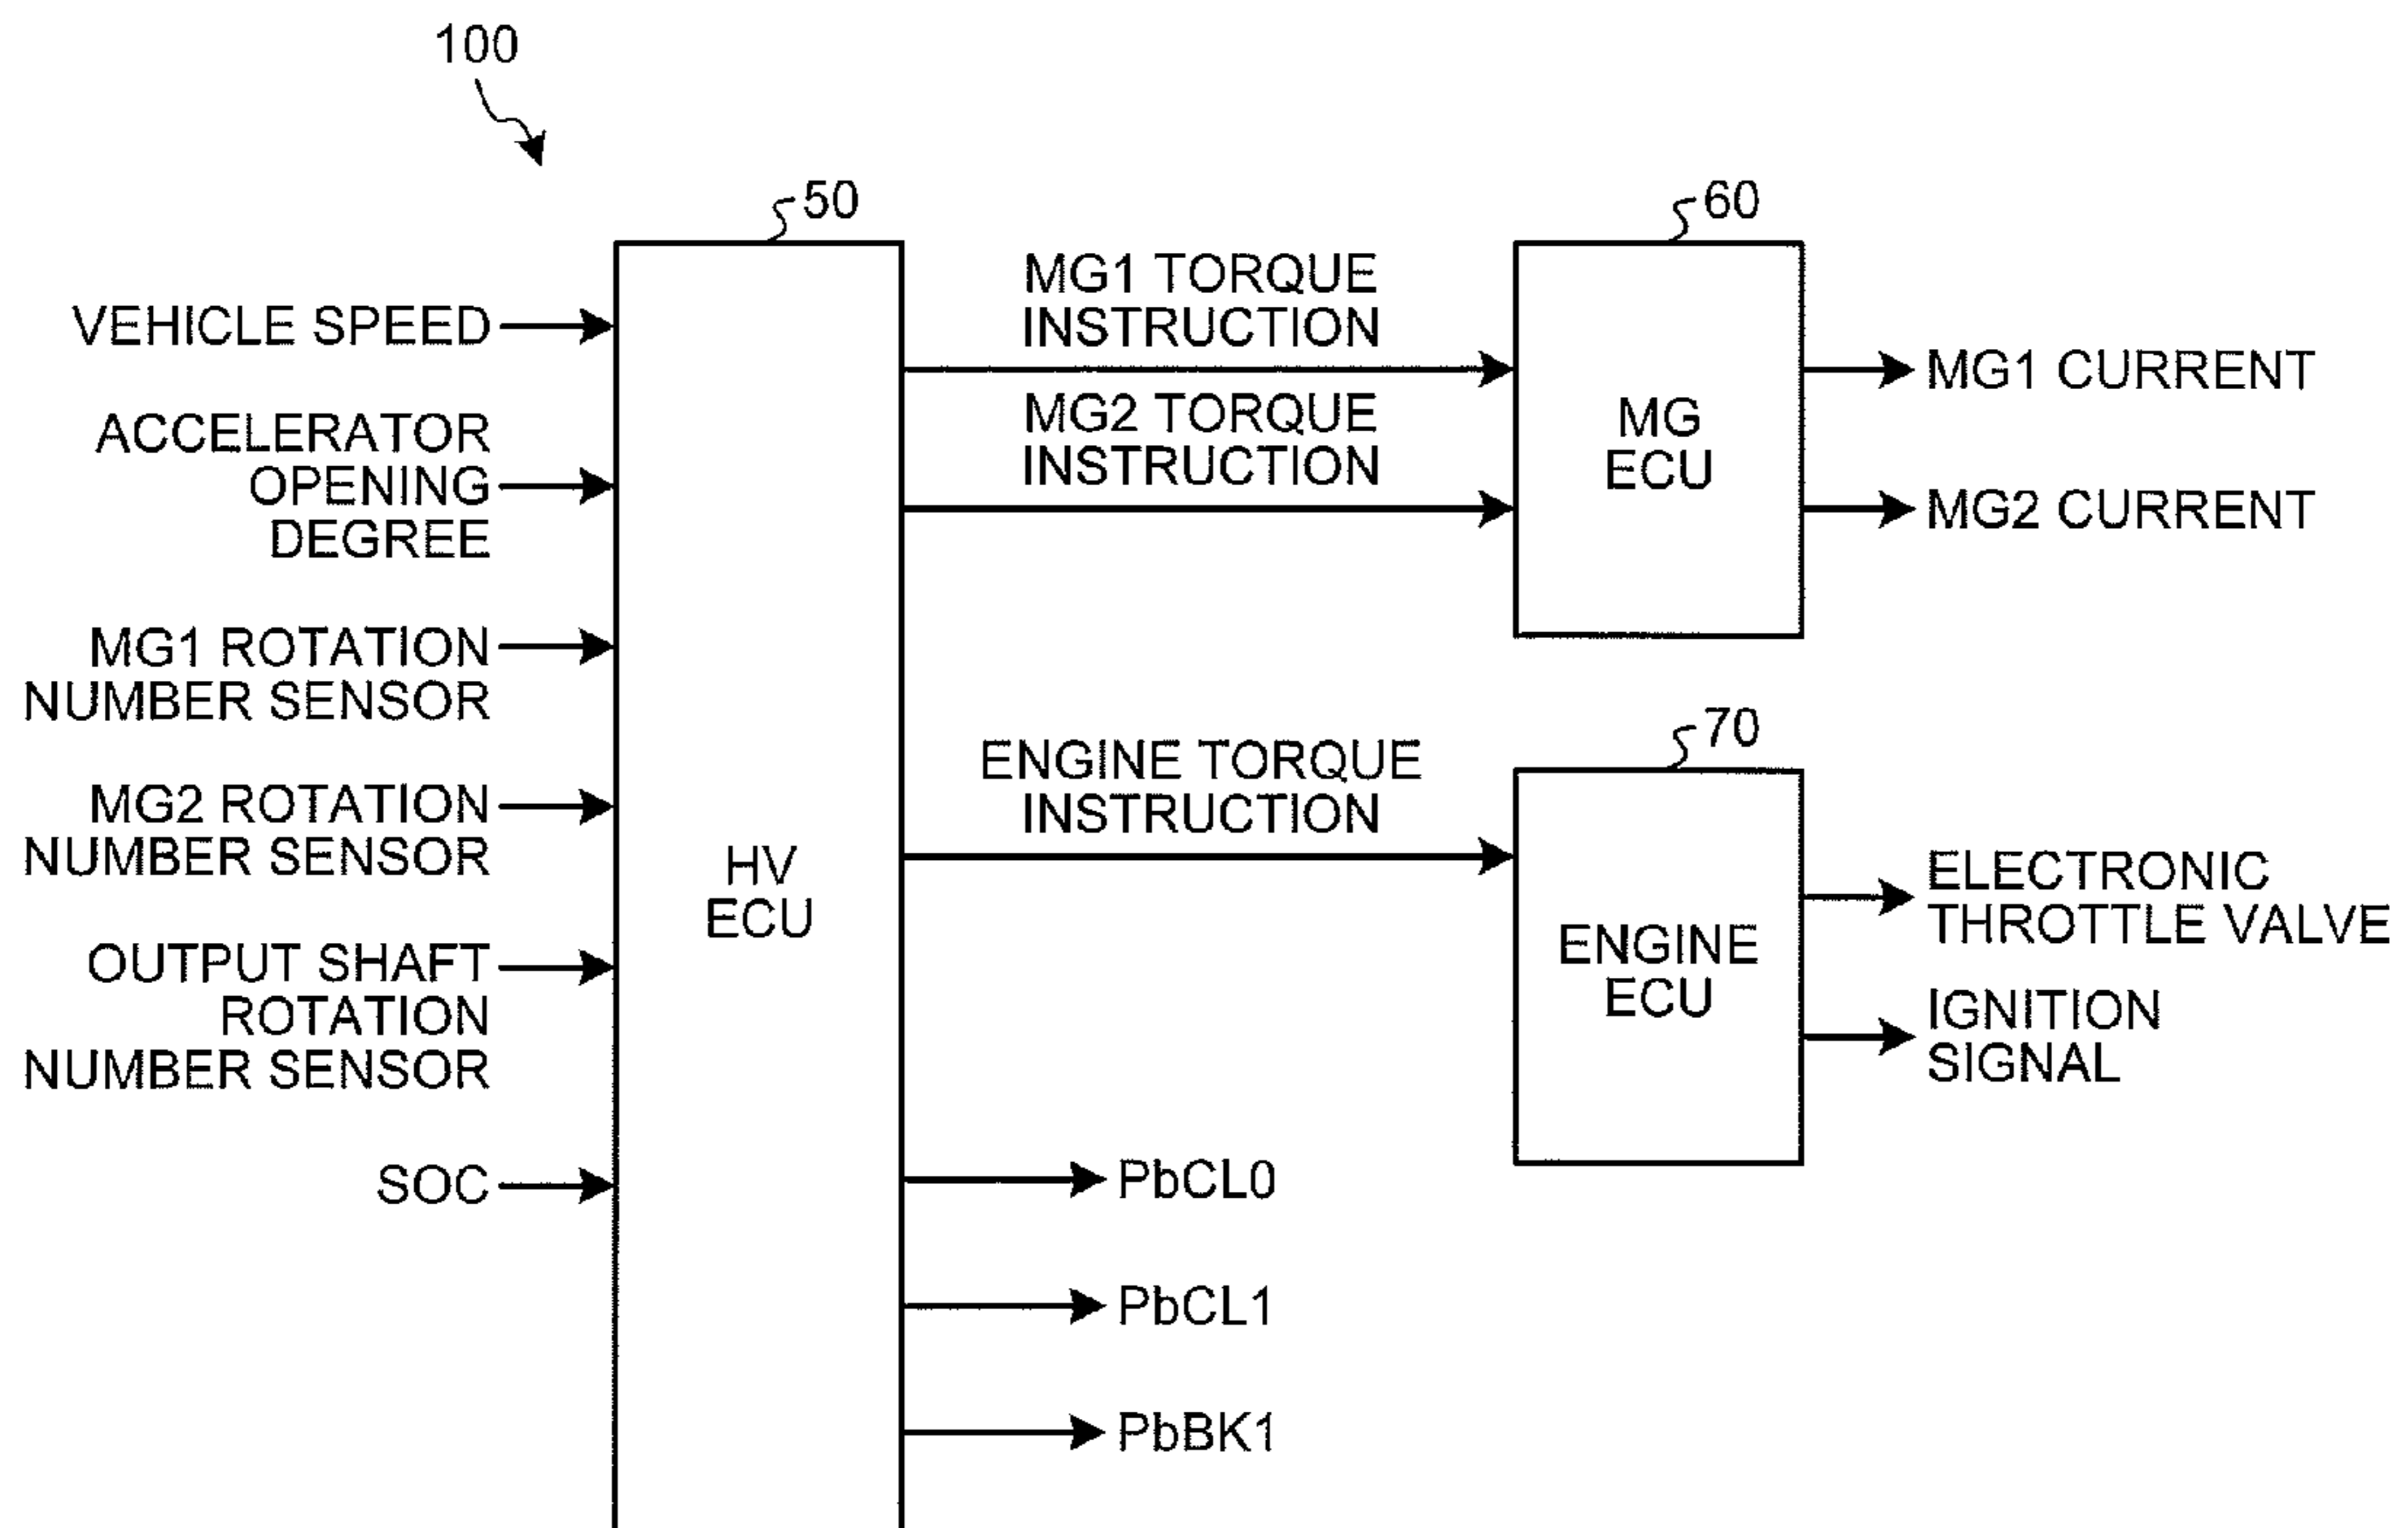 100
50
60
VEHICLE SPEED
ACCELERATOR
OPENING
DEGREE
MG1 ROTATION
NUMBER SENSOR
MG2 ROTATION
NUMBER SENSOR
OUTPUT SHAFT
ROTATION
NUMBER SENSOR
SOC
HV
ECU
MG1 TORQUE
INSTRUCTION
MG2 TORQUE
INSTRUCTION
ENGINE TORQUE
INSTRUCTION
PbCL0
PbCL1
PbBK1
MG
ECU
MG1 CURRENT
MG2 CURRENT
70
ENGINE
ECU
ELECTRONIC
THROTTLE VALVE
IGNITION
SIGNAL